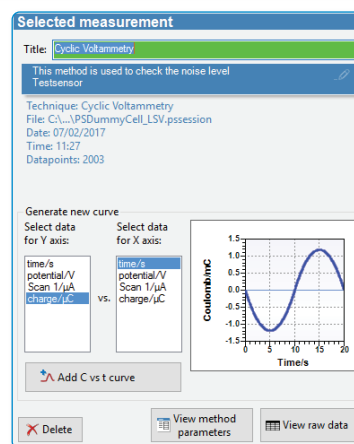 Selected measurement
Title: Cyclic Voltammetry
This method is used to check the noise level
Testsensor
Technique: Cyclic Voltammetry
File: C:\...\PSDummyCell_LSV.pssession
Date: 07/02/2017
Time: 11:27
Datapoints: 2003
Generate new curve
Select data
for Y axis:
time/s
potential/V
Scan 1/µA
charge/µC
vs.
Select data
for X axis:
time/s
potential/V
Scan 1/µA
charge/µC
Add C vs t curve
Coulomb/mC
1.5
1.0
0.5
0.0
-0.5
-1.0
-1.5
0 5 10 15 20
Time/s
Delete
View method
parameters
View raw data